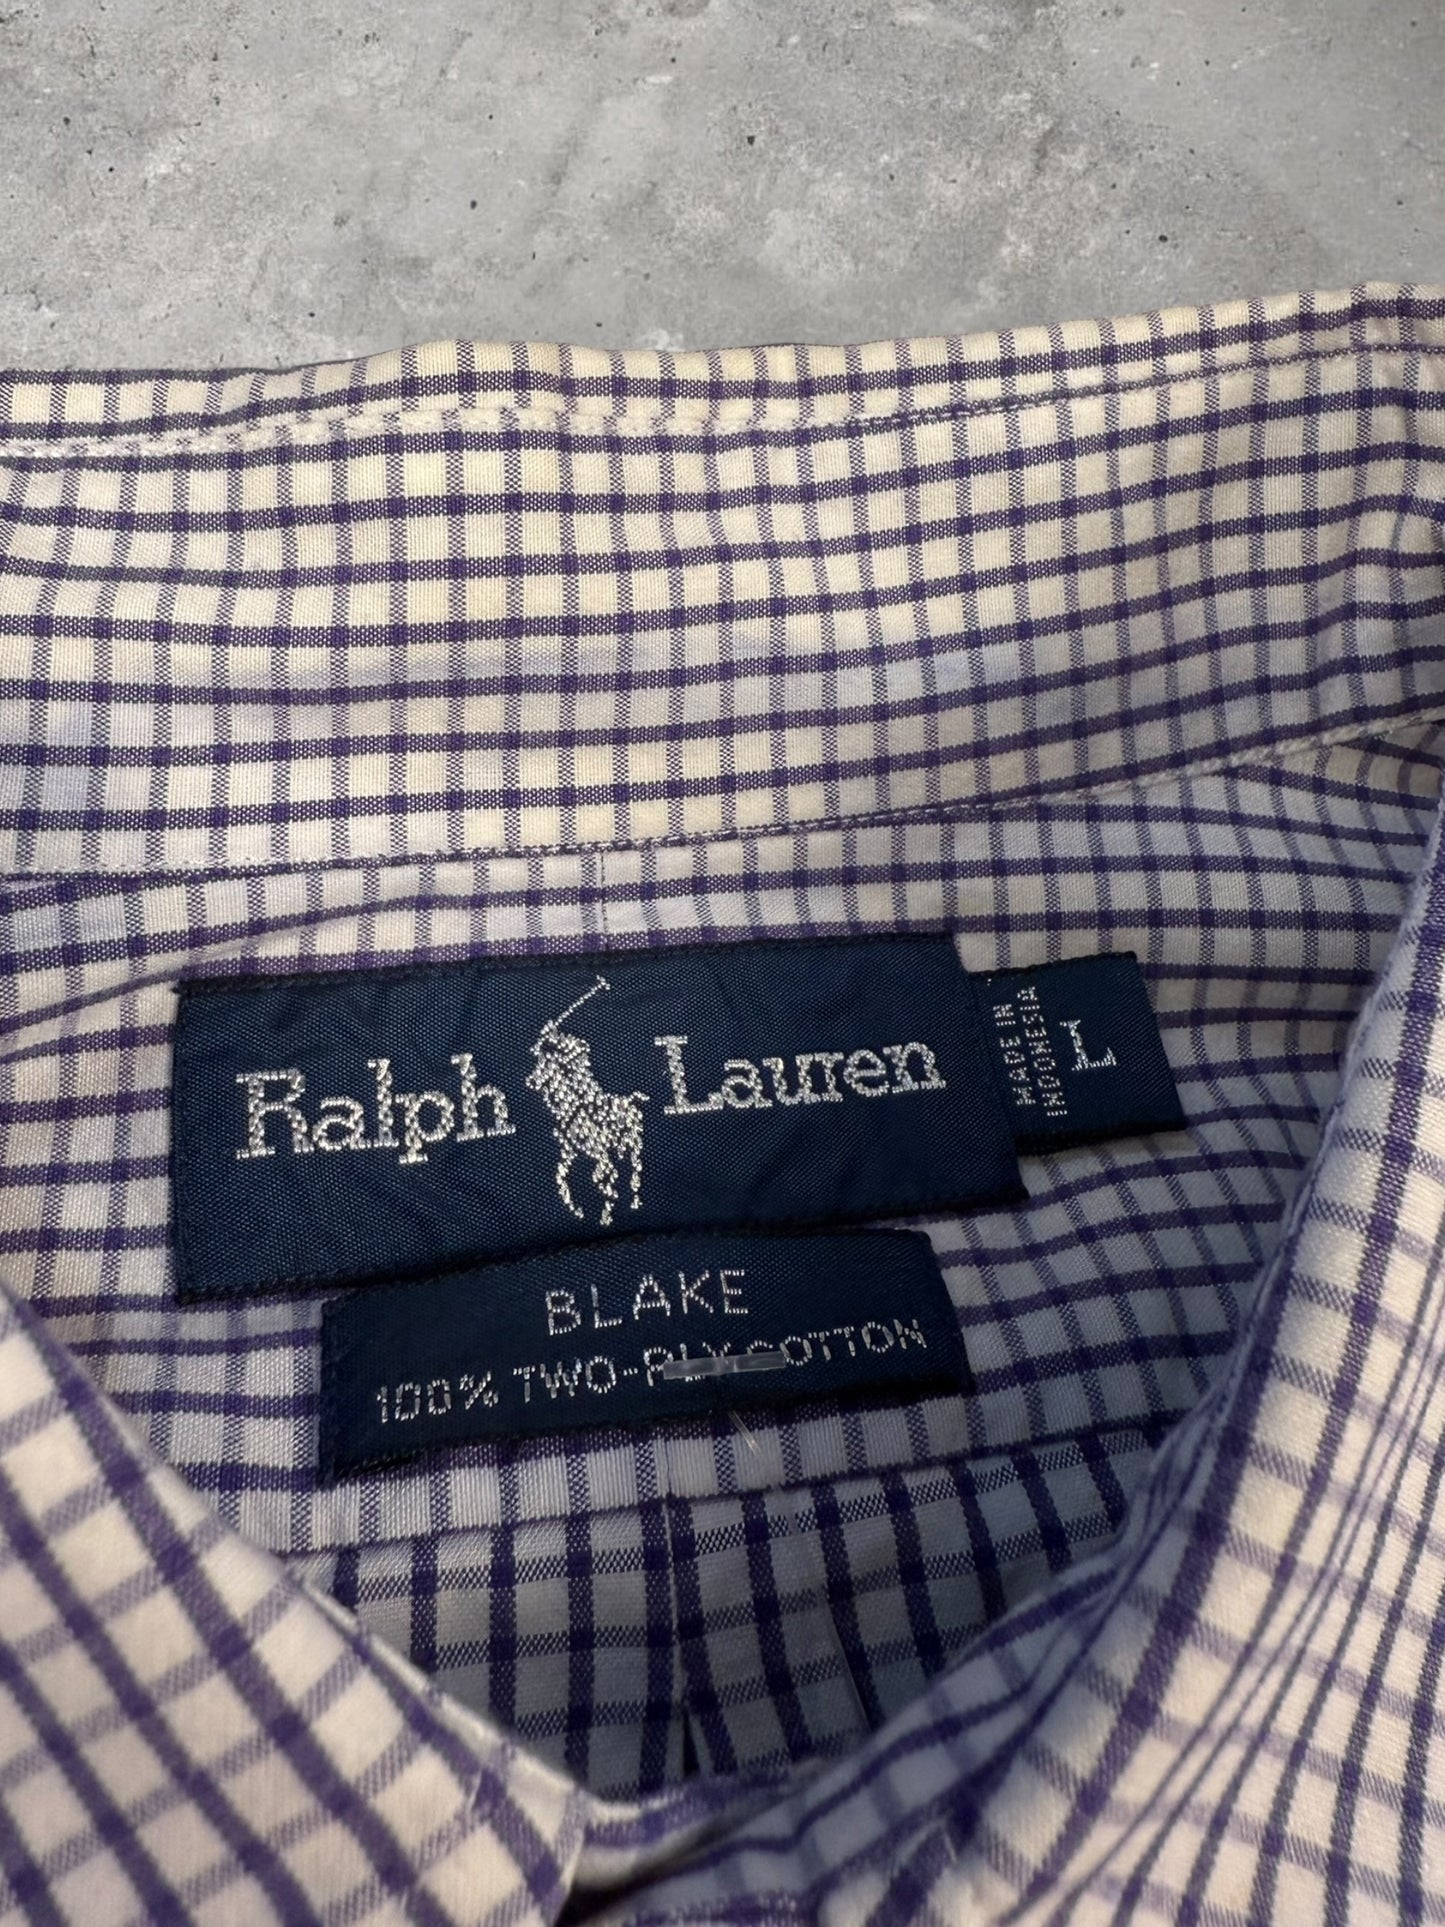 Ralph Lauren
MADE IN
INDONESIA
L
BLAKE
100% TWO-PLY COTTON